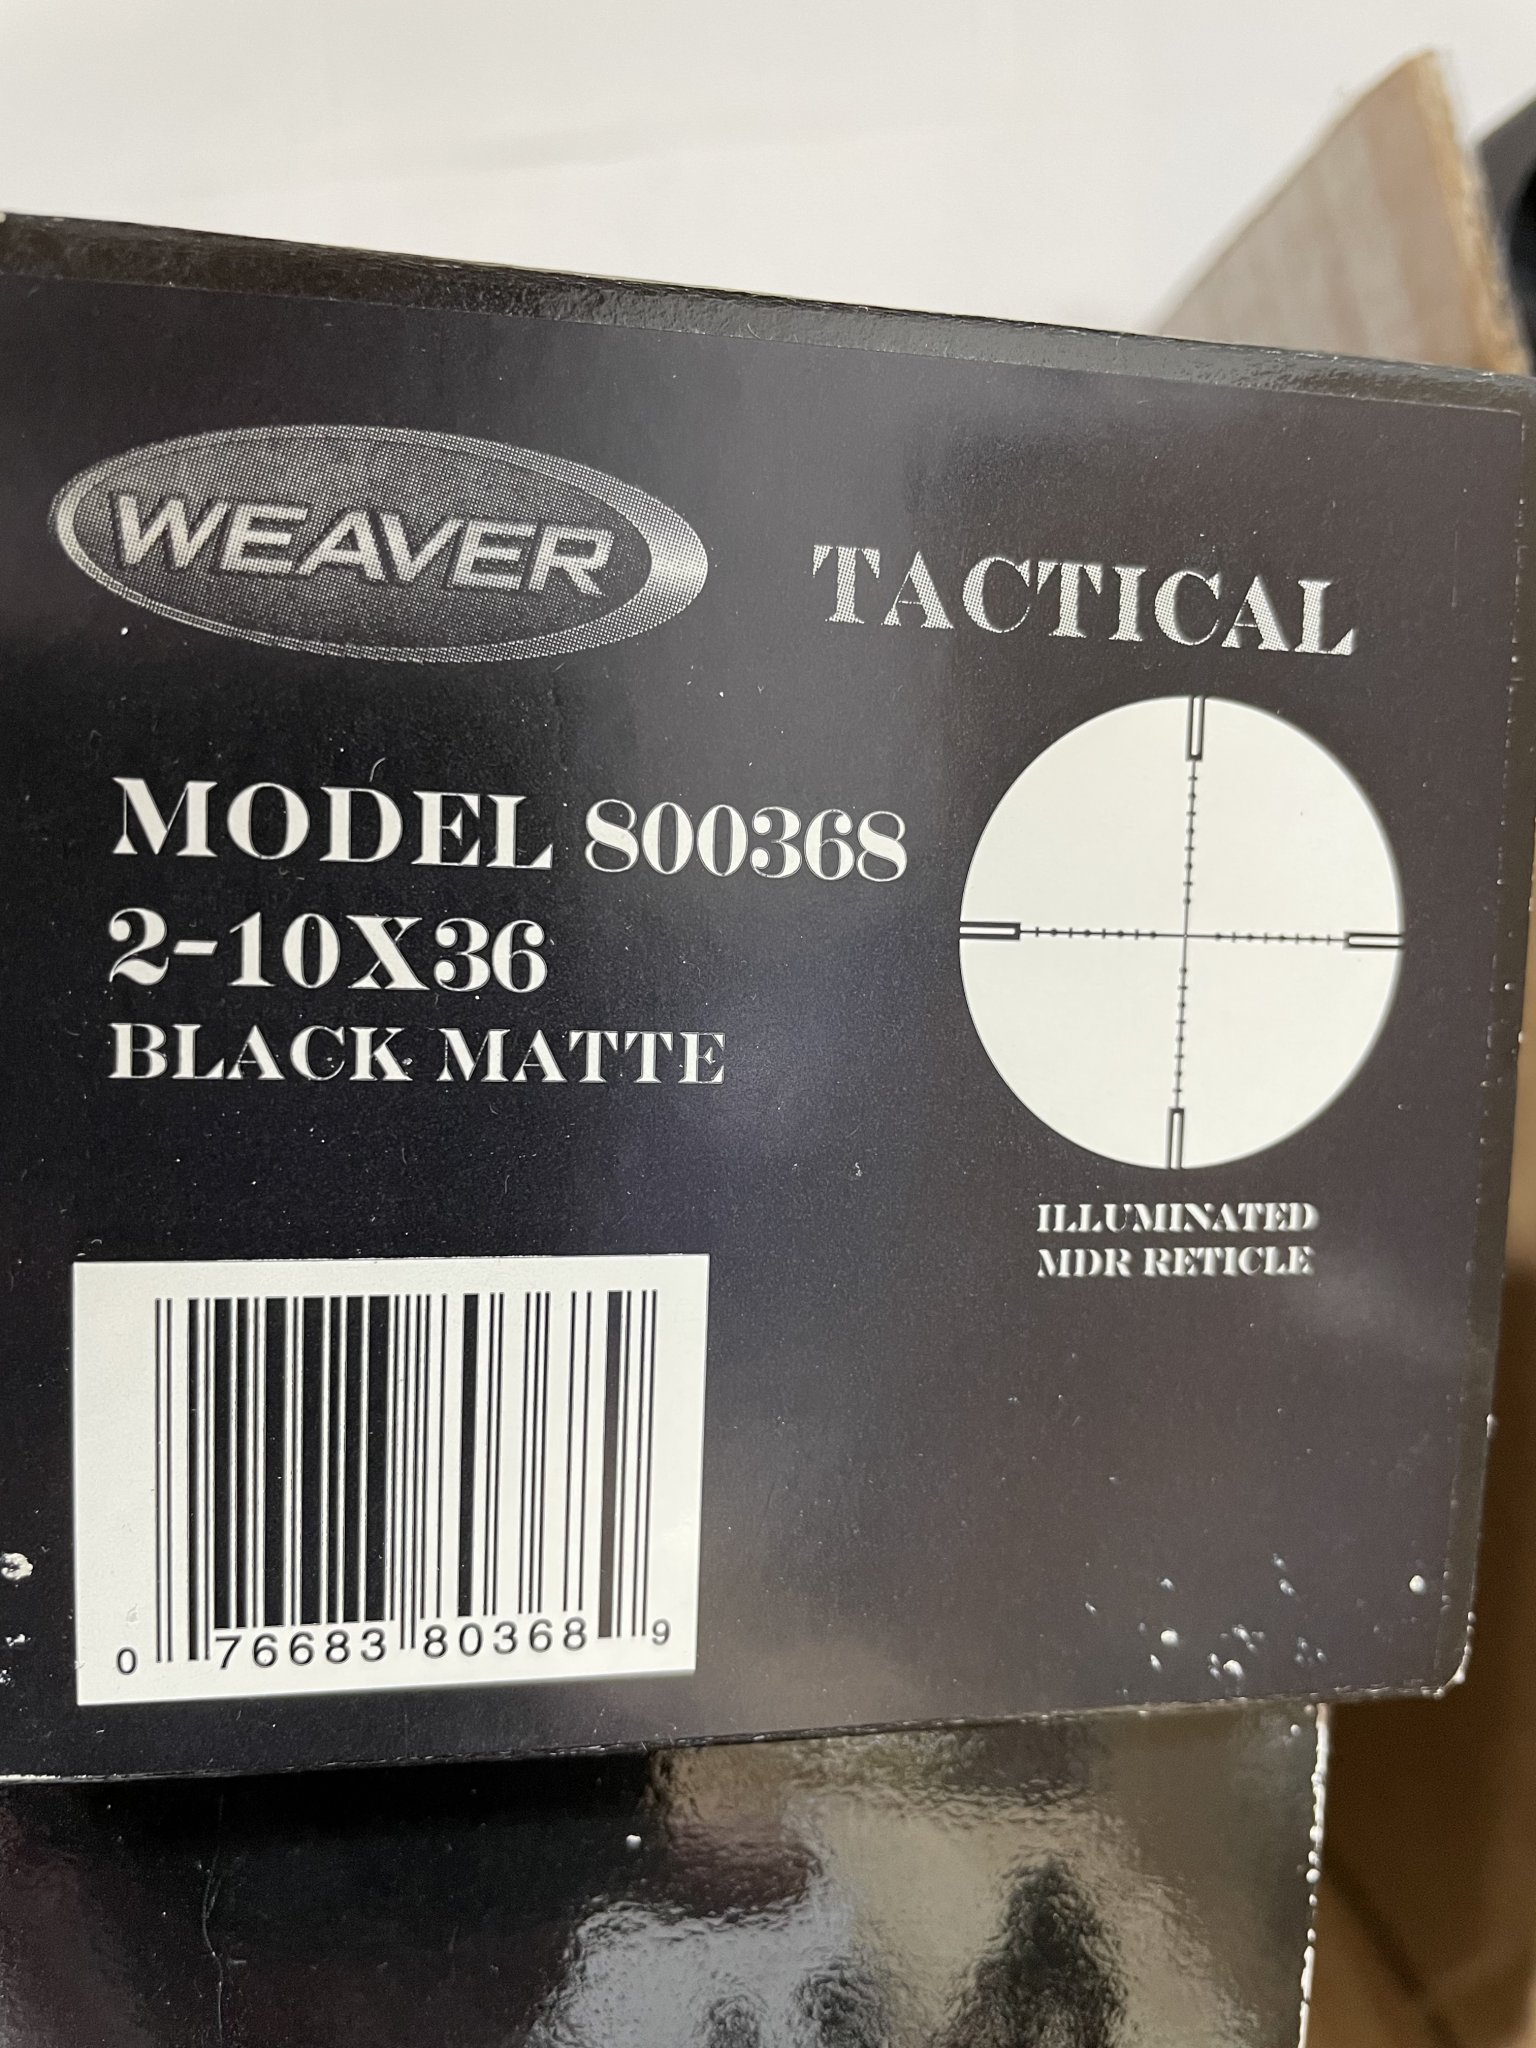 WEAVER
TACTICAL
MODEL 800368
2-10X36
BLACK MATTE
ILLUMINATED
MDR RETICLE
0 76683 80368 9